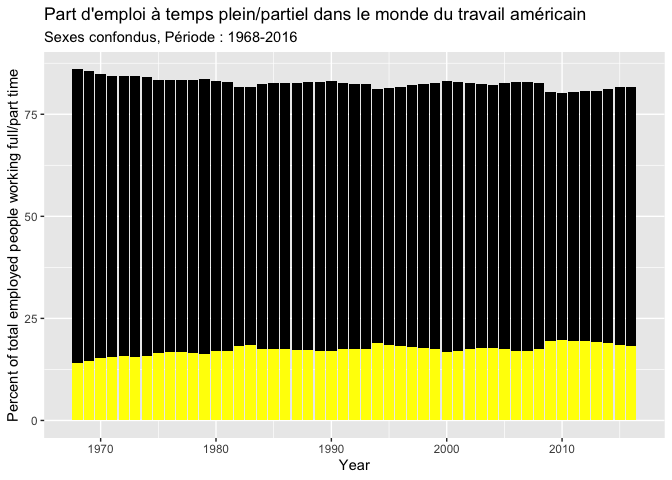 Part d'emploi à temps plein/partiel dans le monde du travail américain
Sexes confondus, Période : 1968-2016
Percent of total employed people working full/part time
75
50
25
0
1970 1980 1990 2000 2010
Year